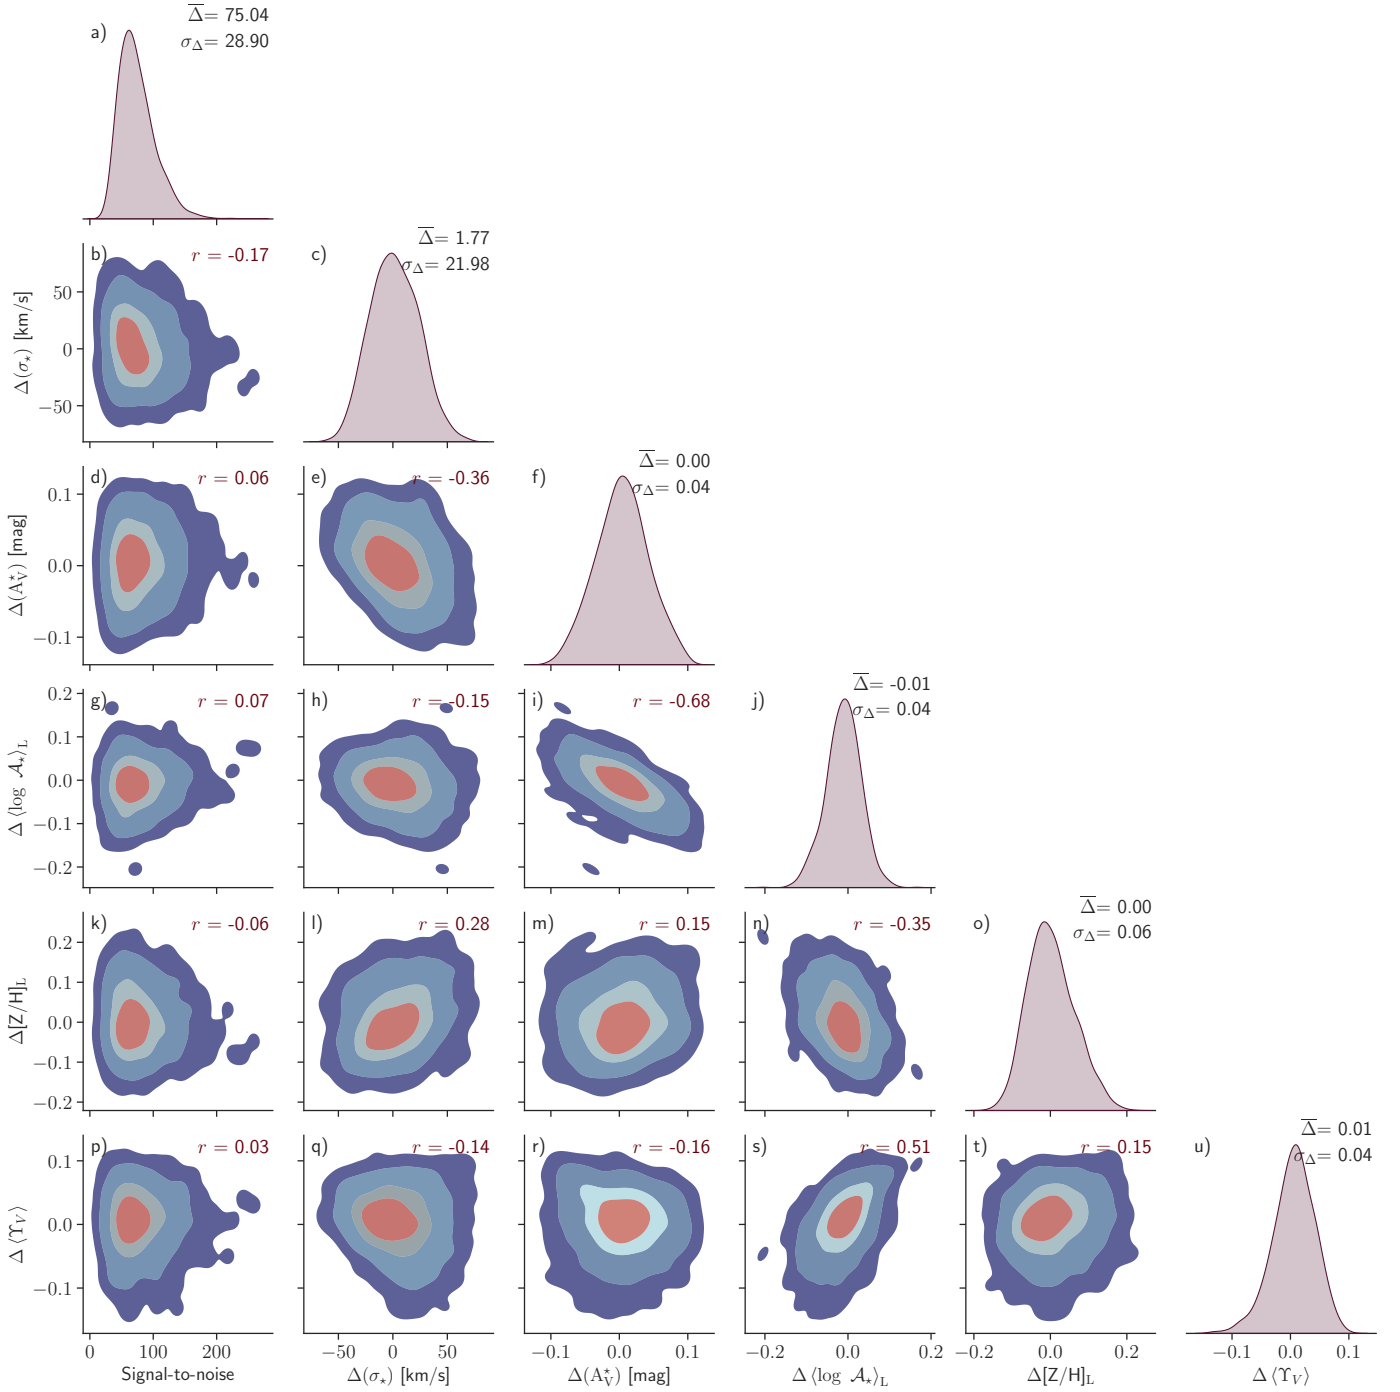 a)
Δ̅= 75.04
σ_Δ= 28.90
b)
r = -0.17
50
0
−50
Δ(σ⋆) [km/s]
c)
Δ̅= 1.77
σ_Δ= 21.98
d)
r = 0.06
0.1
0.0
−0.1
Δ(A⋆V) [mag]
e)
r = -0.36
f)
Δ̅= 0.00
σ_Δ= 0.04
g)
r = 0.07
0.2
0.1
0.0
−0.1
−0.2
Δ ⟨log 𝒜⋆⟩L
h)
r = -0.15
i)
r = -0.68
j)
Δ̅= -0.01
σ_Δ= 0.04
k)
r = -0.06
0.2
0.1
0.0
−0.1
−0.2
Δ[Z/H]L
l)
r = 0.28
m)
r = 0.15
n)
r = -0.35
o)
Δ̅= 0.00
σ_Δ= 0.06
p)
r = 0.03
0.1
0.0
−0.1
Δ ⟨ΥV⟩
q)
r = -0.14
r)
r = -0.16
s)
r = 0.51
t)
r = 0.15
u)
Δ̅= 0.01
σ_Δ= 0.04
0 100 200
Signal-to-noise
−50 0 50
Δ(σ⋆) [km/s]
−0.1 0.0 0.1
Δ(A⋆V) [mag]
−0.2 0.0 0.2
Δ ⟨log 𝒜⋆⟩L
−0.2 0.0 0.2
Δ[Z/H]L
−0.1 0.0 0.1
Δ ⟨ΥV⟩